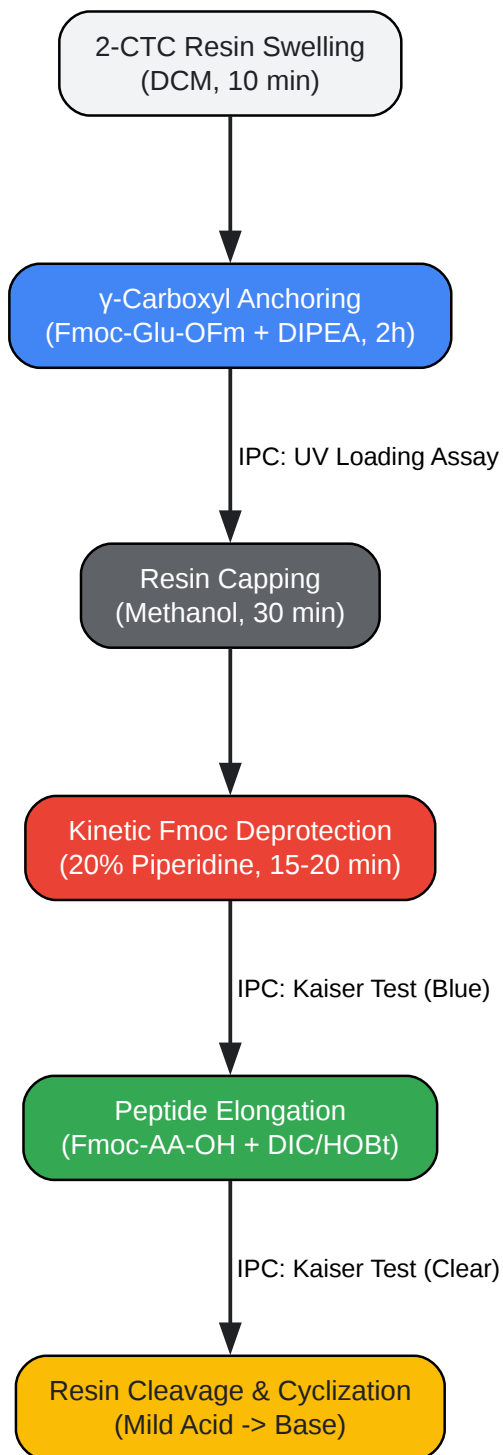 2-CTC Resin Swelling
(DCM, 10 min)
γ-Carboxyl Anchoring
(Fmoc-Glu-OFm + DIPEA, 2h)
IPC: UV Loading Assay
Resin Capping
(Methanol, 30 min)
Kinetic Fmoc Deprotection
(20% Piperidine, 15-20 min)
IPC: Kaiser Test (Blue)
Peptide Elongation
(Fmoc-AA-OH + DIC/HOBt)
IPC: Kaiser Test (Clear)
Resin Cleavage & Cyclization
(Mild Acid -> Base)